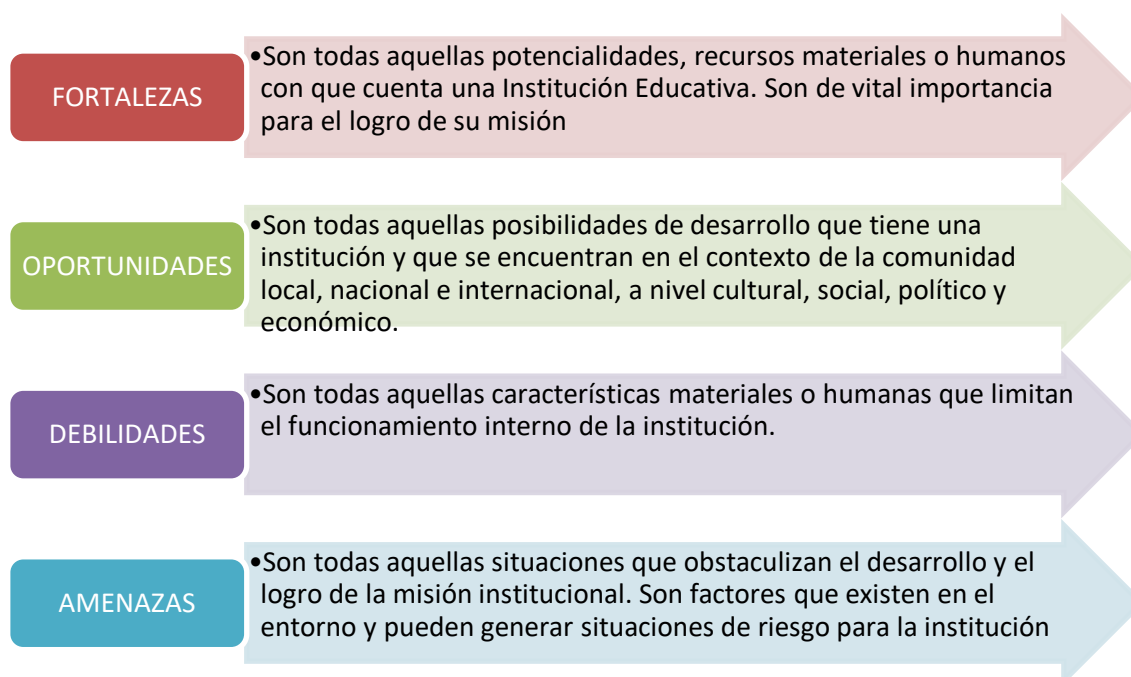 FORTALEZAS
•Son todas aquellas potencialidades, recursos materiales o humanos
con que cuenta una Institución Educativa. Son de vital importancia
para el logro de su misión
OPORTUNIDADES
•Son todas aquellas posibilidades de desarrollo que tiene una
institución y que se encuentran en el contexto de la comunidad
local, nacional e internacional, a nivel cultural, social, político y
económico.
DEBILIDADES
•Son todas aquellas características materiales o humanas que limitan
el funcionamiento interno de la institución.
AMENAZAS
•Son todas aquellas situaciones que obstaculizan el desarrollo y el
logro de la misión institucional. Son factores que existen en el
entorno y pueden generar situaciones de riesgo para la institución